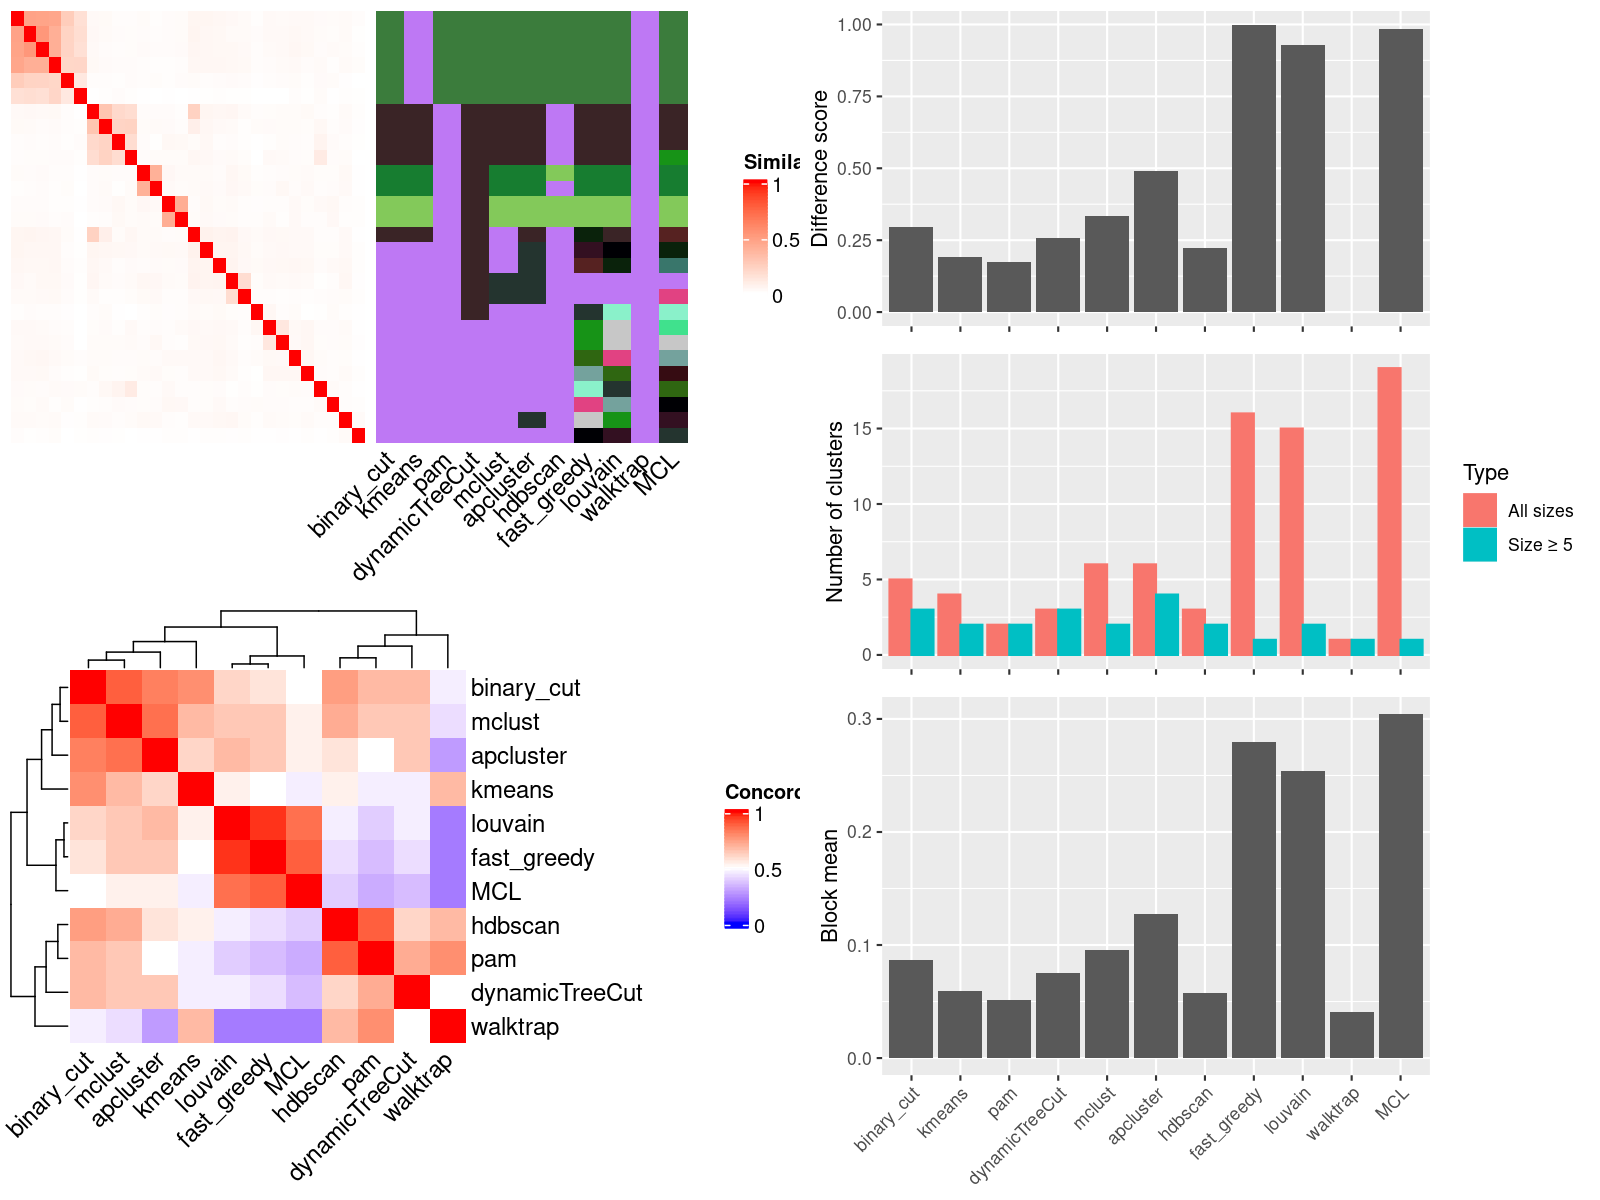 Simila
1
0.5
0
binary_cut
kmeans
pam
dynamicTreeCut
mclust
apcluster
hdbscan
fast_greedy
louvain
walktrap
MCL
binary_cut
mclust
apcluster
kmeans
louvain
fast_greedy
MCL
hdbscan
pam
dynamicTreeCut
walktrap
Concord
1
0.5
0
binary_cut
mclust
apcluster
kmeans
louvain
fast_greedy
MCL
hdbscan
pam
dynamicTreeCut
walktrap
Difference score
1.00
0.75
0.50
0.25
0.00
Number of clusters
15
10
5
0
Type
All sizes
Size ≥ 5
Block mean
0.3
0.2
0.1
0.0
binary_cut
kmeans
pam
dynamicTreeCut
mclust
apcluster
hdbscan
fast_greedy
louvain
walktrap
MCL